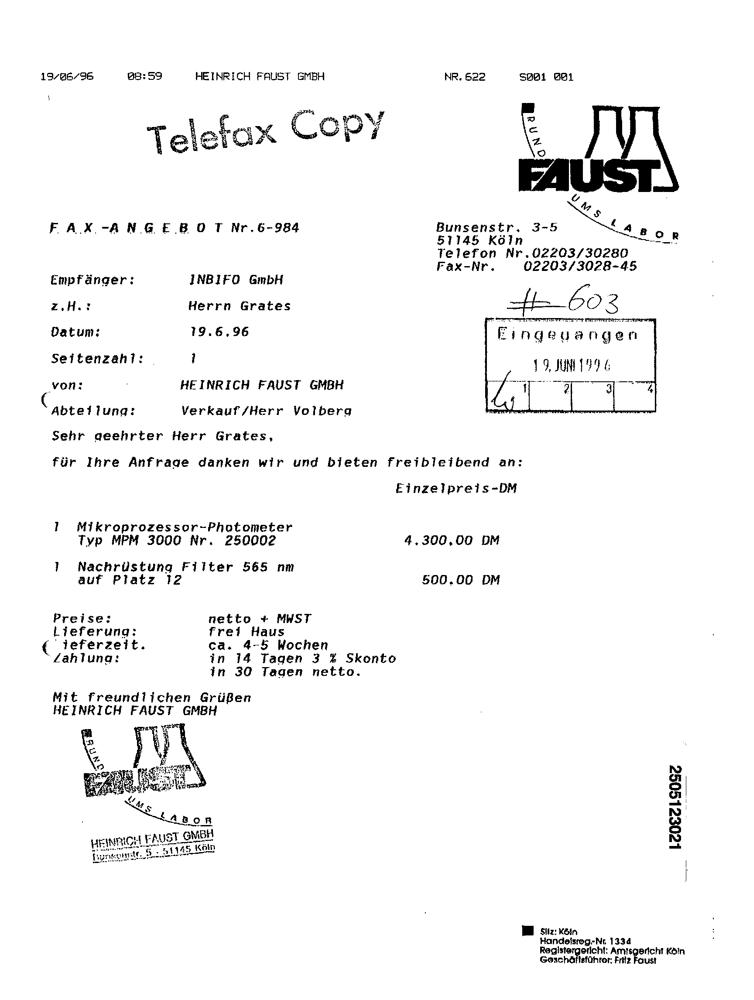 19/06/96 08:59 HEINRICH FAUST GMBH NR.622 S001 001
Telefax Copy
RUND
FAUST
UMS LABOR
F A X - A N G E B O T Nr.6-984
Bunsenstr. 3-5
51145 Köln
Telefon Nr.02203/30280
Fax-Nr. 02203/3028-45
Empfänger: INBIFO GmbH
z.H.: Herrn Grates
Datum: 19.6.96
Seitenzahl: 1
von: HEINRICH FAUST GMBH
Abteilung: Verkauf/Herr Volberg
# 603
Eingegangen
19. JUNI 1996
1 2 3 4
Sehr geehrter Herr Grates,
für Ihre Anfrage danken wir und bieten freibleibend an:
Einzelpreis-DM
1 Mikroprozessor-Photometer
Typ MPM 3000 Nr. 250002 4.300,00 DM
1 Nachrüstung Filter 565 nm
auf Platz 12 500.00 DM
Preise: netto + MWST
Lieferung: frei Haus
Lieferzeit. ca. 4-5 Wochen
Zahlung: in 14 Tagen 3 % Skonto
in 30 Tagen netto.
Mit freundlichen Grüßen
HEINRICH FAUST GMBH
RUND
FAUST
UMS LABOR
HEINRICH FAUST GMBH
Bunsenstr. 5 - 51145 Köln
2505123021
Sitz: Köln
Handelsreg.-Nr. 1334
Registergericht: Amtsgericht Köln
Geschäftsführer: Fritz Faust